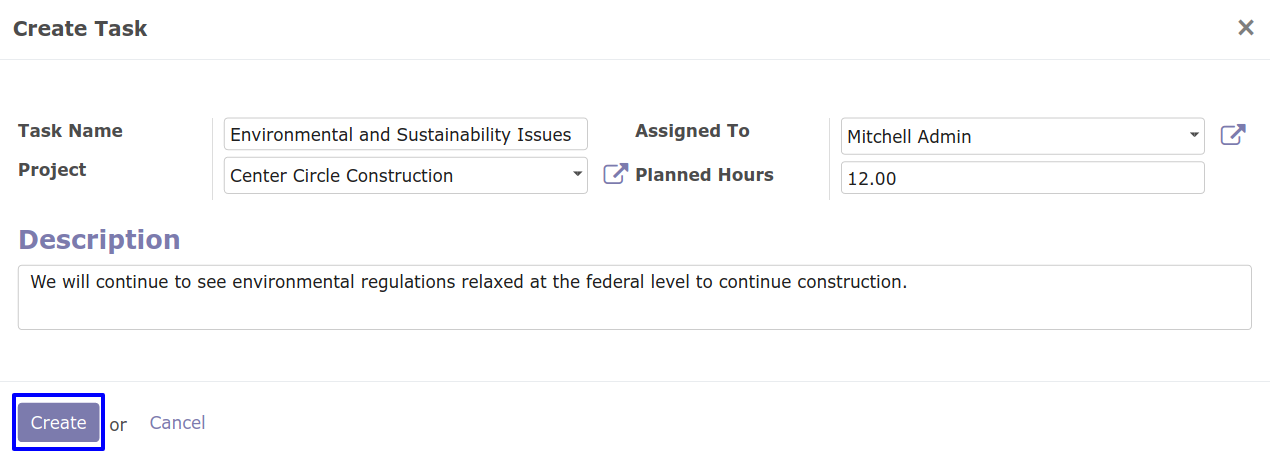 Create Task
Task Name
Environmental and Sustainability Issues
Assigned To
Mitchell Admin
Project
Center Circle Construction
Planned Hours
12.00
Description
We will continue to see environmental regulations relaxed at the federal level to continue construction.
Create or Cancel